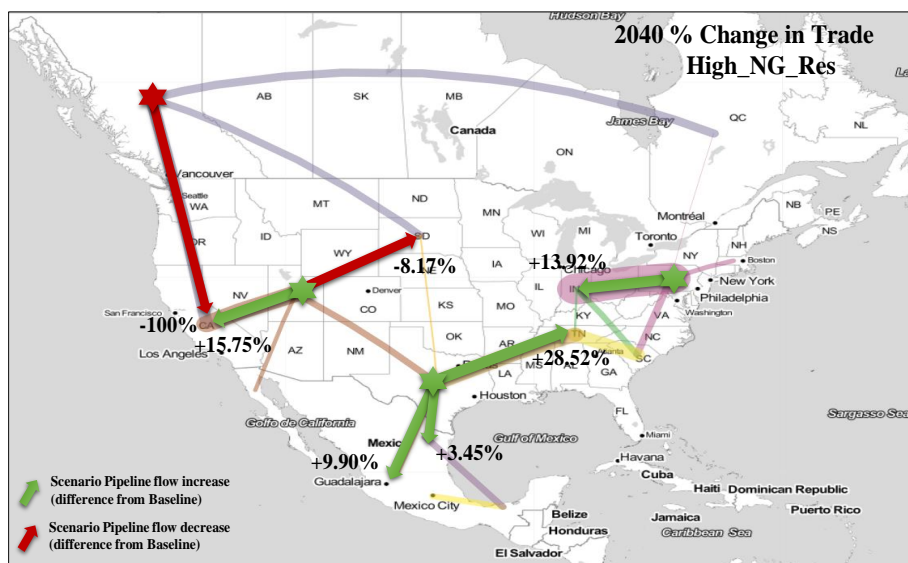 Hudson Bay
2040 % Change in Trade
High_NG_Res
AB
SK
MB
James Bay
QC
NL
Canada
ON
Vancouver
Seattle
WA
MT
ND
MN
NB
PE
NS
Montréal
OR
ID
WY
SD
WI
MI
Toronto
NY
NH
Boston
-8.17%
+13.92%
Chicago
NE
IA
New York
Philadelphia
Washington
NV
Denver
CO
KS
IL
IN
MO
KY
VA
San Francisco
CA
-100%
+15.75%
Los Angeles
AZ
NM
OK
AR
TN
NC
Atlanta
SC
+28.52%
LA
MS
AL
GA
Houston
FL
Golfo de California
Mexico
Gulf of Mexico
Miami
Sargasso Sea
+9.90%
+3.45%
Guadalajara
Havana
Cuba
Mexico City
Haiti
Dominican Republic
Puerto Rico
Jamaica
Caribbean Sea
Belize
Honduras
El Salvador
Scenario Pipeline flow increase
(difference from Baseline)
Scenario Pipeline flow decrease
(difference from Baseline)